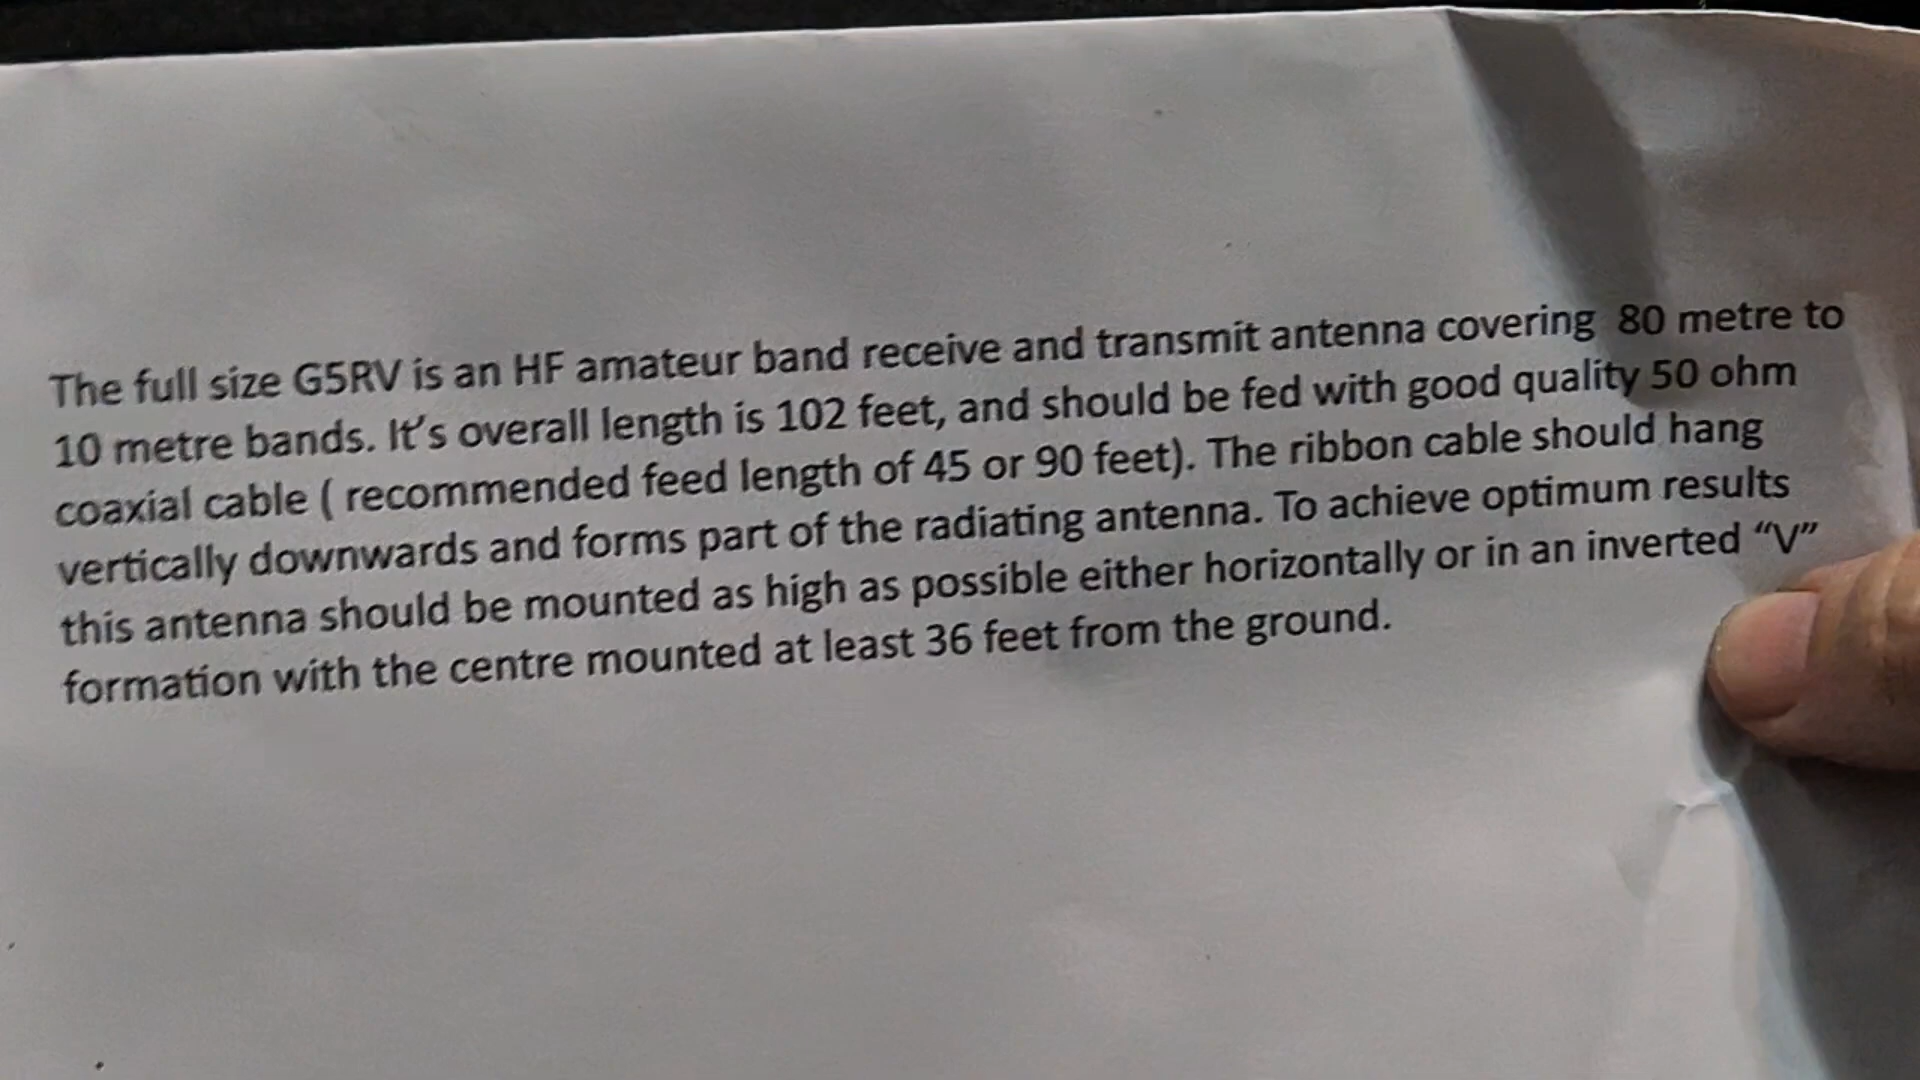 The full size G5RV is an HF amateur band receive and transmit antenna covering 80 metre to
10 metre bands. It's overall length is 102 feet, and should be fed with good quality 50 ohm
coaxial cable ( recommended feed length of 45 or 90 feet). The ribbon cable should hang
vertically downwards and forms part of the radiating antenna. To achieve optimum results
this antenna should be mounted as high as possible either horizontally or in an inverted “V”
formation with the centre mounted at least 36 feet from the ground.